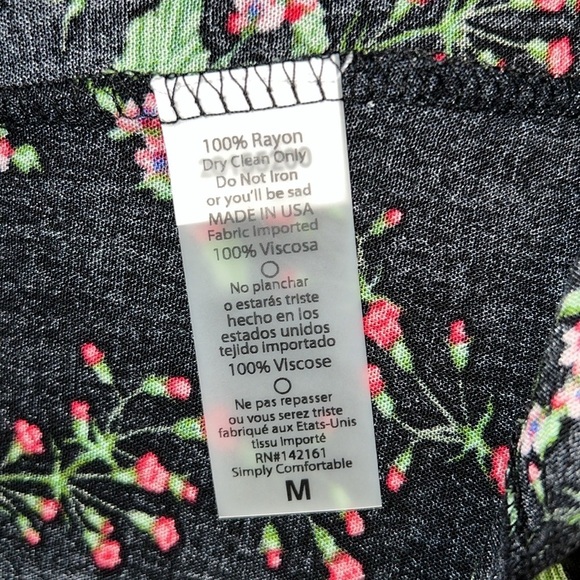 100% Rayon
Dry Clean Only
Do Not Iron
or you'll be sad
MADE IN USA
Fabric Imported
100% Viscosa
No planchar
o estarás triste
hecho en los
estados unidos
tejido importado
100% Viscose
Ne pas repasser
ou vous serez triste
fabriqué aux Etats-Unis
tissu Importé
RN#142161
Simply Comfortable
M